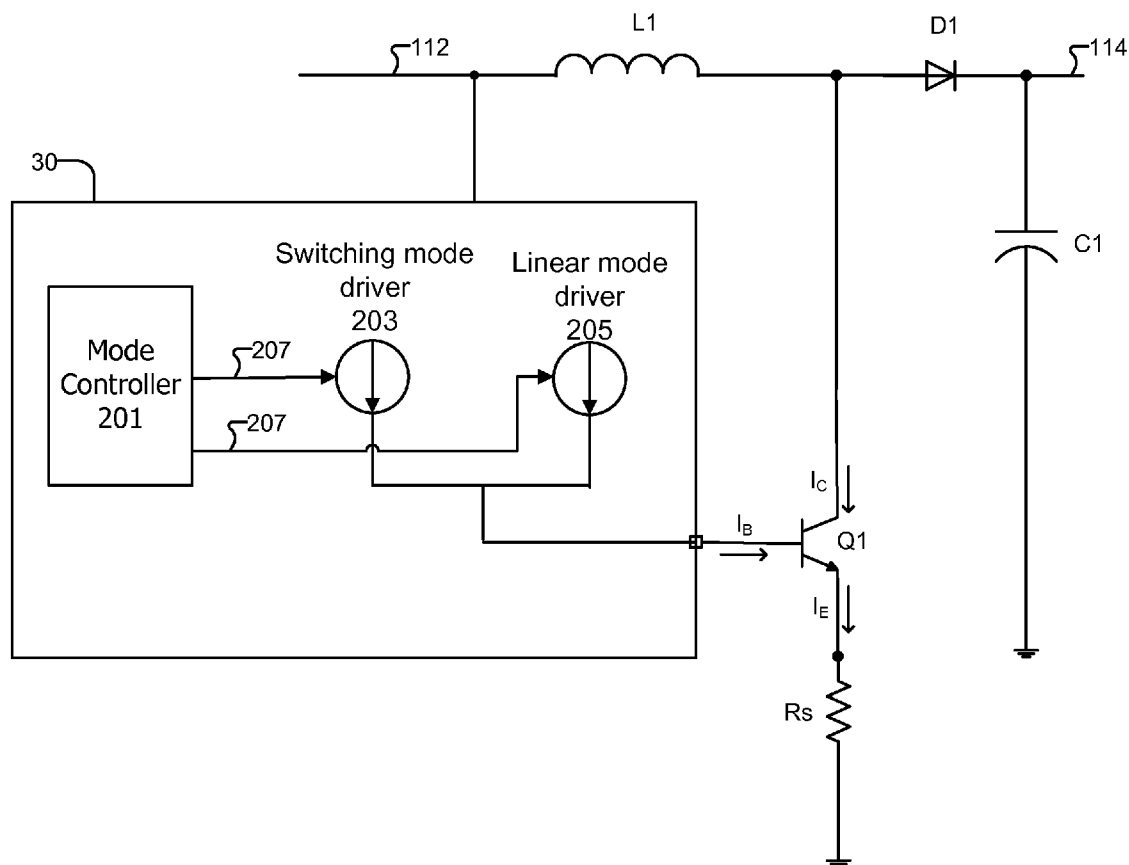 L1
D1
112
114
30
C1
Switching mode
driver
203
Linear mode
driver
205
Mode
Controller
201
207
207
I_C
I_B
Q1
I_E
Rs